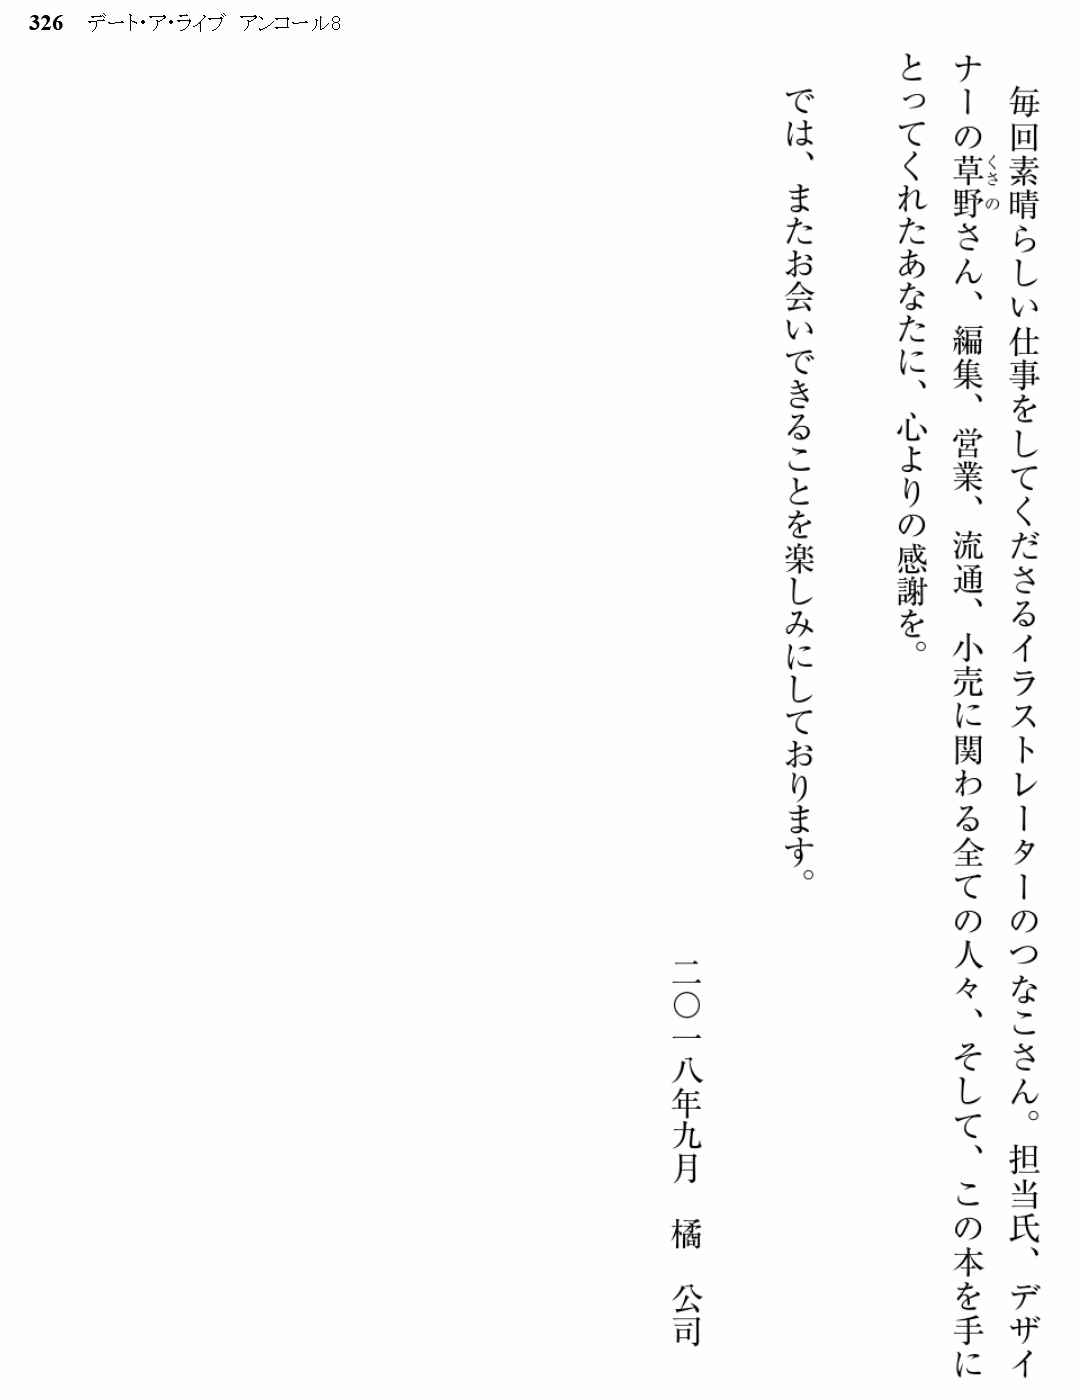 326 デート・ア・ライブ アンコール8
毎回素晴らしい仕事をしてくださるイラストレーターのつなこさん。担当氏、デザイ
ナーの草野さん、編集、営業、流通、小売に関わる全ての人々、そして、この本を手に
くさの
とってくれたあなたに、心よりの感謝を。
では、またお会いできることを楽しみにしております。
二〇一八年九月 橘 公司